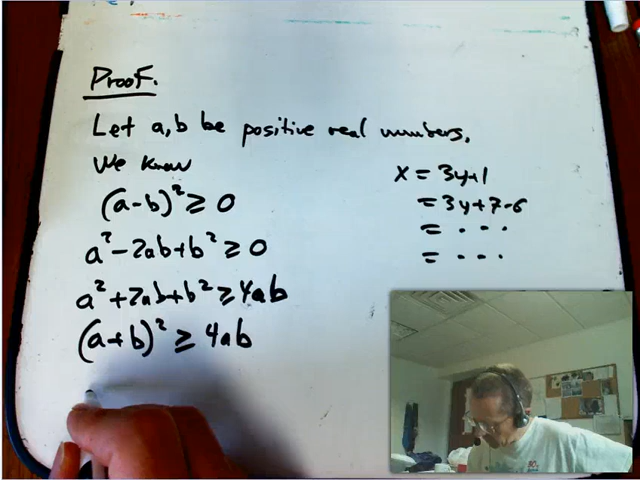 Proof.
Let a,b be positive real numbers.
We know
(a-b)² ≥ 0
a²-2ab+b² ≥ 0
a²+2ab+b² ≥ 4ab
(a+b)² ≥ 4ab
x = 3y+1
= 3y+7-6
= . . .
= . . .